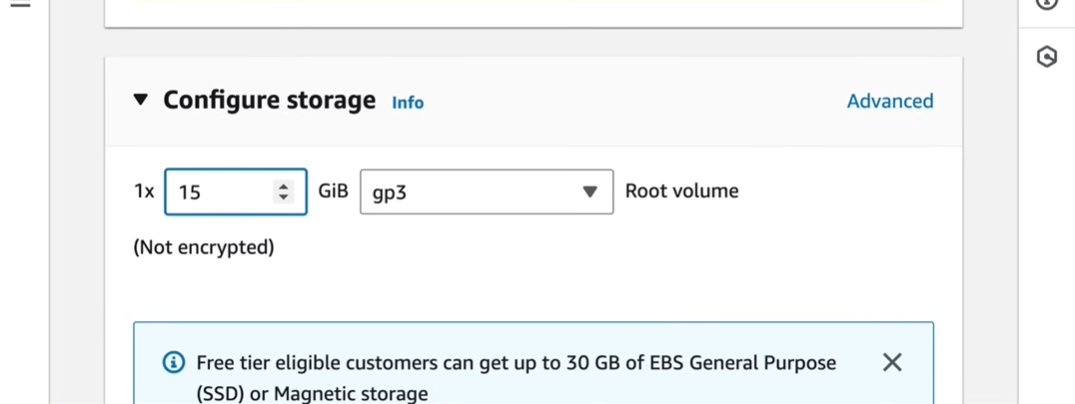 Configure storage Info Advanced
1x 15 GiB gp3 Root volume
(Not encrypted)
Free tier eligible customers can get up to 30 GB of EBS General Purpose
(SSD) or Magnetic storage